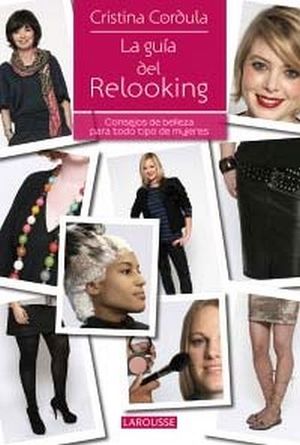 Cristina Cordula
La guía
del
Relooking
Consejos de belleza
para todo tipo de mujeres
LAROUSSE